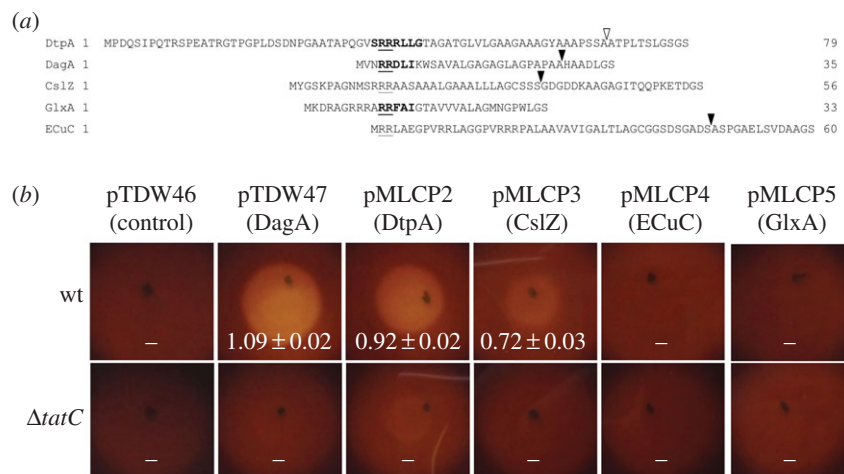 (a)
DtpA 1 MPDQSIPQTRSPEATRGTPGPLDSDNPGAATAPQGVSRRRLLGTAGATGLVLGAAGAAAGYAAAPSSAATPLTSLGSGS 79
DagA 1 MVNRRDLIKWSAVALGAGAGLAGPAPAAHAADLGS 35
CslZ 1 MYGSKPAGNMSRRRAASAALGAALLLAGCSSSGDGDDKAAGAGITQQPKETDGS 56
GlxA 1 MKDRAGRRRARRFAIGTAVVVALAGMNGPWLGS 33
ECuC 1 MRRLAEGPVRRLAGGPVRRRPALAAVAVIGALTLAGCGGSDSGADSASPGAELSVDAAGS 60
(b) pTDW46 pTDW47 pMLCP2 pMLCP3 pMLCP4 pMLCP5
(control) (DagA) (DtpA) (CslZ) (ECuC) (GlxA)
wt
– 1.09 ± 0.02 0.92 ± 0.02 0.72 ± 0.03 – –
ΔtatC
– – – – – –